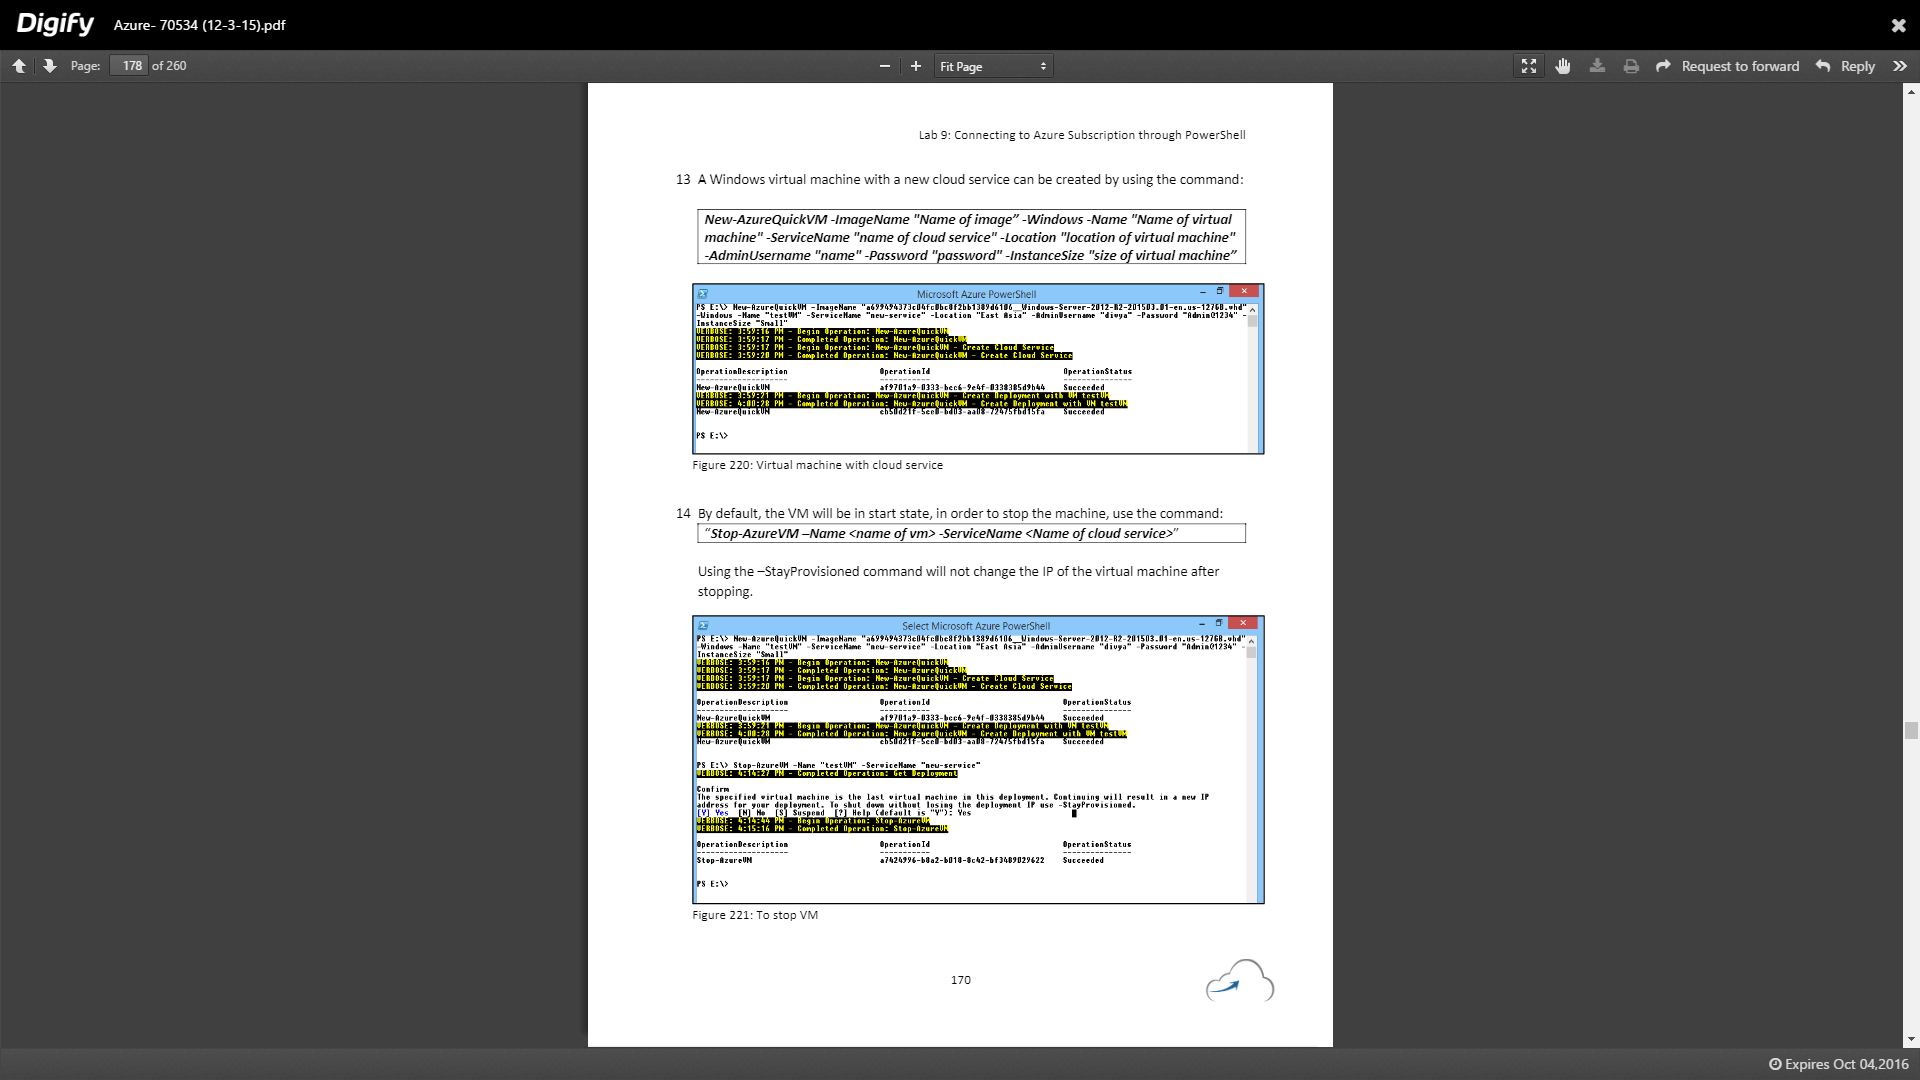 Digify Azure- 70534 (12-3-15).pdf
Page: 178 of 260 Fit Page Request to forward Reply
Lab 9: Connecting to Azure Subscription through PowerShell
13 A Windows virtual machine with a new cloud service can be created by using the command:
New-AzureQuickVM -ImageName "Name of image” -Windows -Name "Name of virtual
machine" -ServiceName "name of cloud service" -Location "location of virtual machine"
-AdminUsername "name" -Password "password" -InstanceSize "size of virtual machine”
Microsoft Azure PowerShell
PS E:\> New-AzureQuickVM -ImageName "a699494373c04fc0bc8f2bb1389d6106__Windows-Server-2012-R2-201503.01-en.us-127GB.vhd"
-Windows -Name "testVM" -ServiceName "new-service" -Location "East Asia" -AdminUsername "divya" -Password "Admin@1234" -
InstanceSize "Small"
VERBOSE: 3:59:16 PM - Begin Operation: New-AzureQuickVM
VERBOSE: 3:59:17 PM - Completed Operation: New-AzureQuickVM
VERBOSE: 3:59:17 PM - Begin Operation: New-AzureQuickVM - Create Cloud Service
VERBOSE: 3:59:20 PM - Completed Operation: New-AzureQuickVM - Create Cloud Service
OperationDescription OperationId OperationStatus
-------------------- ----------- ---------------
New-AzureQuickVM af9701a9-0333-bcc6-9e4f-0338385d9b44 Succeeded
VERBOSE: 3:59:21 PM - Begin Operation: New-AzureQuickVM - Create Deployment with VM testVM
VERBOSE: 4:00:28 PM - Completed Operation: New-AzureQuickVM - Create Deployment with VM testVM
New-AzureQuickVM cb50d21f-5ce0-bd03-aa08-72475fbd15fa Succeeded
PS E:\>
Figure 220: Virtual machine with cloud service
14 By default, the VM will be in start state, in order to stop the machine, use the command:
“Stop-AzureVM –Name <name of vm> -ServiceName <Name of cloud service>”
Using the –StayProvisioned command will not change the IP of the virtual machine after
stopping.
Select Microsoft Azure PowerShell
PS E:\> New-AzureQuickVM -ImageName "a699494373c04fc0bc8f2bb1389d6106__Windows-Server-2012-R2-201503.01-en.us-127GB.vhd"
-Windows -Name "testVM" -ServiceName "new-service" -Location "East Asia" -AdminUsername "divya" -Password "Admin@1234" -
InstanceSize "Small"
VERBOSE: 3:59:16 PM - Begin Operation: New-AzureQuickVM
VERBOSE: 3:59:17 PM - Completed Operation: New-AzureQuickVM
VERBOSE: 3:59:17 PM - Begin Operation: New-AzureQuickVM - Create Cloud Service
VERBOSE: 3:59:20 PM - Completed Operation: New-AzureQuickVM - Create Cloud Service
OperationDescription OperationId OperationStatus
-------------------- ----------- ---------------
New-AzureQuickVM af9701a9-0333-bcc6-9e4f-0338385d9b44 Succeeded
VERBOSE: 3:59:21 PM - Begin Operation: New-AzureQuickVM - Create Deployment with VM testVM
VERBOSE: 4:00:28 PM - Completed Operation: New-AzureQuickVM - Create Deployment with VM testVM
New-AzureQuickVM cb50d21f-5ce0-bd03-aa08-72475fbd15fa Succeeded
PS E:\> Stop-AzureVM -Name "testVM" -ServiceName "new-service"
VERBOSE: 4:14:27 PM - Completed Operation: Get Deployment
Confirm
The specified virtual machine is the last virtual machine in this deployment. Continuing will result in a new IP
address for your deployment. To shut down without losing the deployment IP use -StayProvisioned.
[Y] Yes [N] No [S] Suspend [?] Help (default is "Y"): Yes
VERBOSE: 4:14:44 PM - Begin Operation: Stop-AzureVM
VERBOSE: 4:15:16 PM - Completed Operation: Stop-AzureVM
OperationDescription OperationId OperationStatus
-------------------- ----------- ---------------
Stop-AzureVM a7424996-b8a2-b018-8c42-bf3489029622 Succeeded
PS E:\>
Figure 221: To stop VM
170
Expires Oct 04,2016